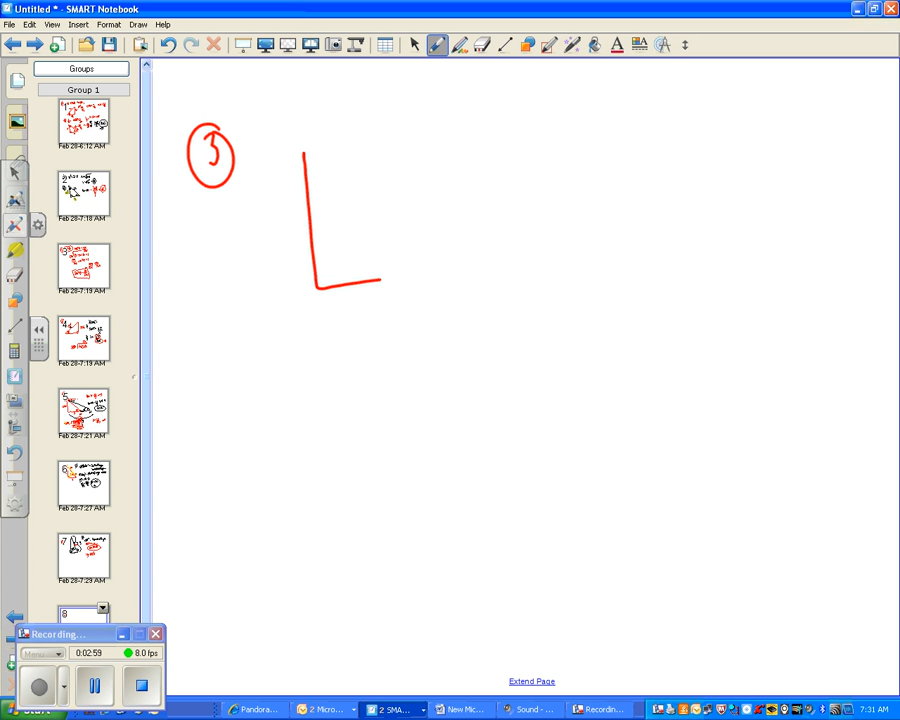 Untitled * - SMART Notebook
File Edit View Insert Format Draw Help
Groups
Group 1
Feb 28-6:12 AM
Feb 28-7:18 AM
Feb 28-7:19 AM
Feb 28-7:19 AM
Feb 28-7:21 AM
Feb 28-7:27 AM
Feb 28-7:29 AM
8
3
Extend Page
Recording...
Menu
0:02:59
8.0 fps
Start
Pandora...
2 Micro...
2 SMA...
New Mic...
Sound - ...
Recordin...
7:31 AM